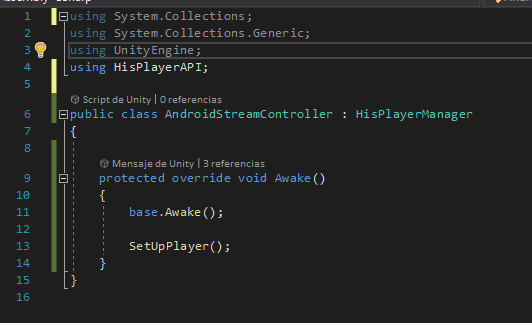 1 using System.Collections;
2 using System.Collections.Generic;
3 using UnityEngine;
4 using HisPlayerAPI;
5
Script de Unity | 0 referencias
6 public class AndroidStreamController : HisPlayerManager
7 {
8
Mensaje de Unity | 3 referencias
9 protected override void Awake()
10 {
11 base.Awake();
12
13 SetUpPlayer();
14 }
15 }
16